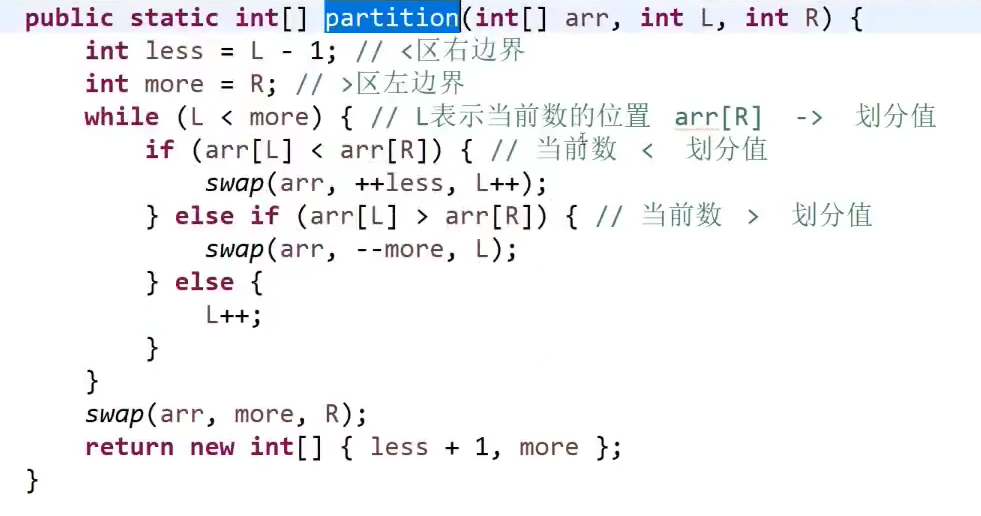 public static int[] partition(int[] arr, int L, int R) {
    int less = L - 1; // <区右边界
    int more = R; // >区左边界
    while (L < more) { // L表示当前数的位置 arr[R] -> 划分值
        if (arr[L] < arr[R]) { // 当前数 < 划分值
            swap(arr, ++less, L++);
        } else if (arr[L] > arr[R]) { // 当前数 > 划分值
            swap(arr, --more, L);
        } else {
            L++;
        }
    }
    swap(arr, more, R);
    return new int[] { less + 1, more };
}